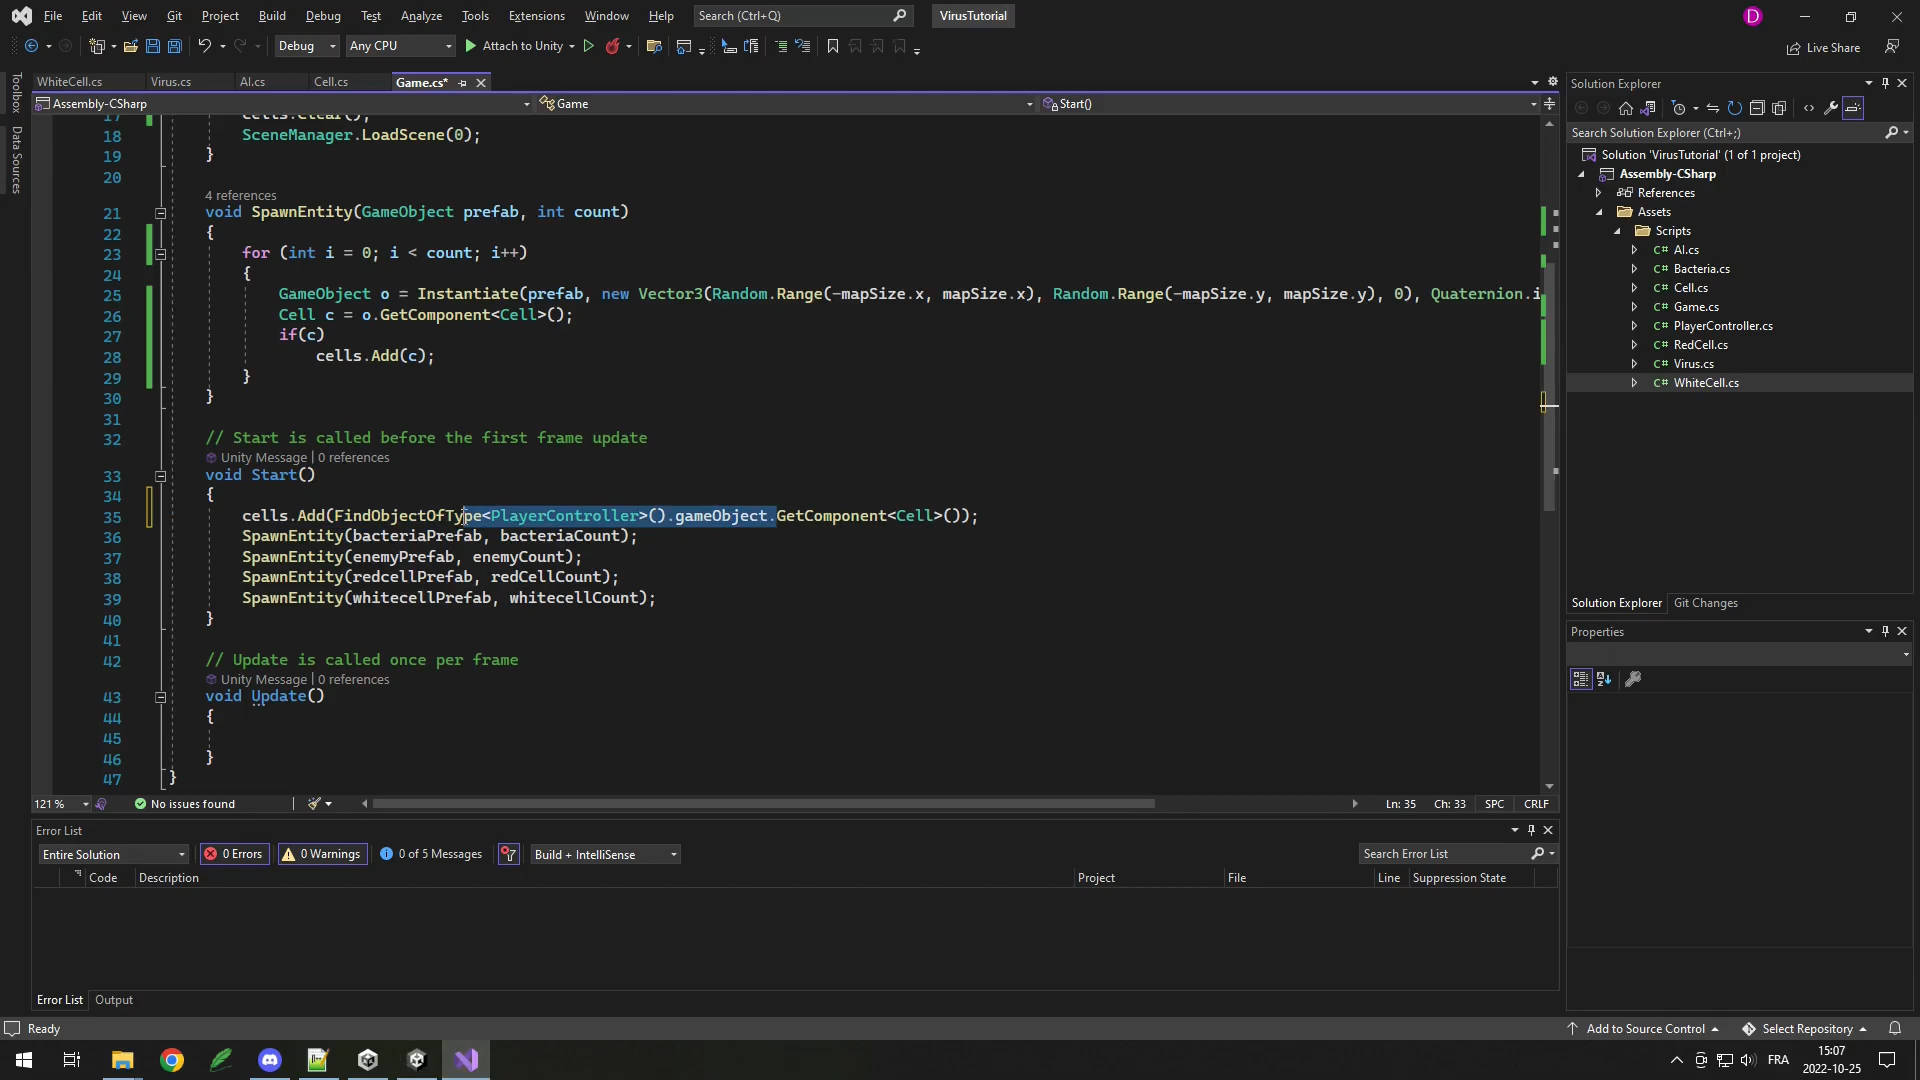 File Edit View Git Project Build Debug Test Analyze Tools Extensions Window Help Search (Ctrl+Q) VirusTutorial D
Debug Any CPU Attach to Unity Live Share
WhiteCell.cs Virus.cs AI.cs Cell.cs Game.cs*
Assembly-CSharp Game Start()
Toolbox
Data Sources
17 cells.Clear();
18 SceneManager.LoadScene(0);
19 }
20
4 references
21 void SpawnEntity(GameObject prefab, int count)
22 {
23 for (int i = 0; i < count; i++)
24 {
25 GameObject o = Instantiate(prefab, new Vector3(Random.Range(-mapSize.x, mapSize.x), Random.Range(-mapSize.y, mapSize.y), 0), Quaternion.i
26 Cell c = o.GetComponent<Cell>();
27 if(c)
28 cells.Add(c);
29 }
30 }
31
32 // Start is called before the first frame update
Unity Message | 0 references
33 void Start()
34 {
35 cells.Add(FindObjectOfType<PlayerController>().gameObject.GetComponent<Cell>());
36 SpawnEntity(bacteriaPrefab, bacteriaCount);
37 SpawnEntity(enemyPrefab, enemyCount);
38 SpawnEntity(redcellPrefab, redCellCount);
39 SpawnEntity(whitecellPrefab, whitecellCount);
40 }
41
42 // Update is called once per frame
Unity Message | 0 references
43 void Update()
44 {
45
46 }
47 }
121 % No issues found Ln: 35 Ch: 33 SPC CRLF
Error List
Entire Solution 0 Errors 0 Warnings 0 of 5 Messages Build + IntelliSense Search Error List
Code Description Project File Line Suppression State
Error List Output
Solution Explorer
Search Solution Explorer (Ctrl+;)
Solution 'VirusTutorial' (1 of 1 project)
Assembly-CSharp
References
Assets
Scripts
C# AI.cs
C# Bacteria.cs
C# Cell.cs
C# Game.cs
C# PlayerController.cs
C# RedCell.cs
C# Virus.cs
C# WhiteCell.cs
Solution Explorer Git Changes
Properties
Ready Add to Source Control Select Repository
FRA 15:07
2022-10-25